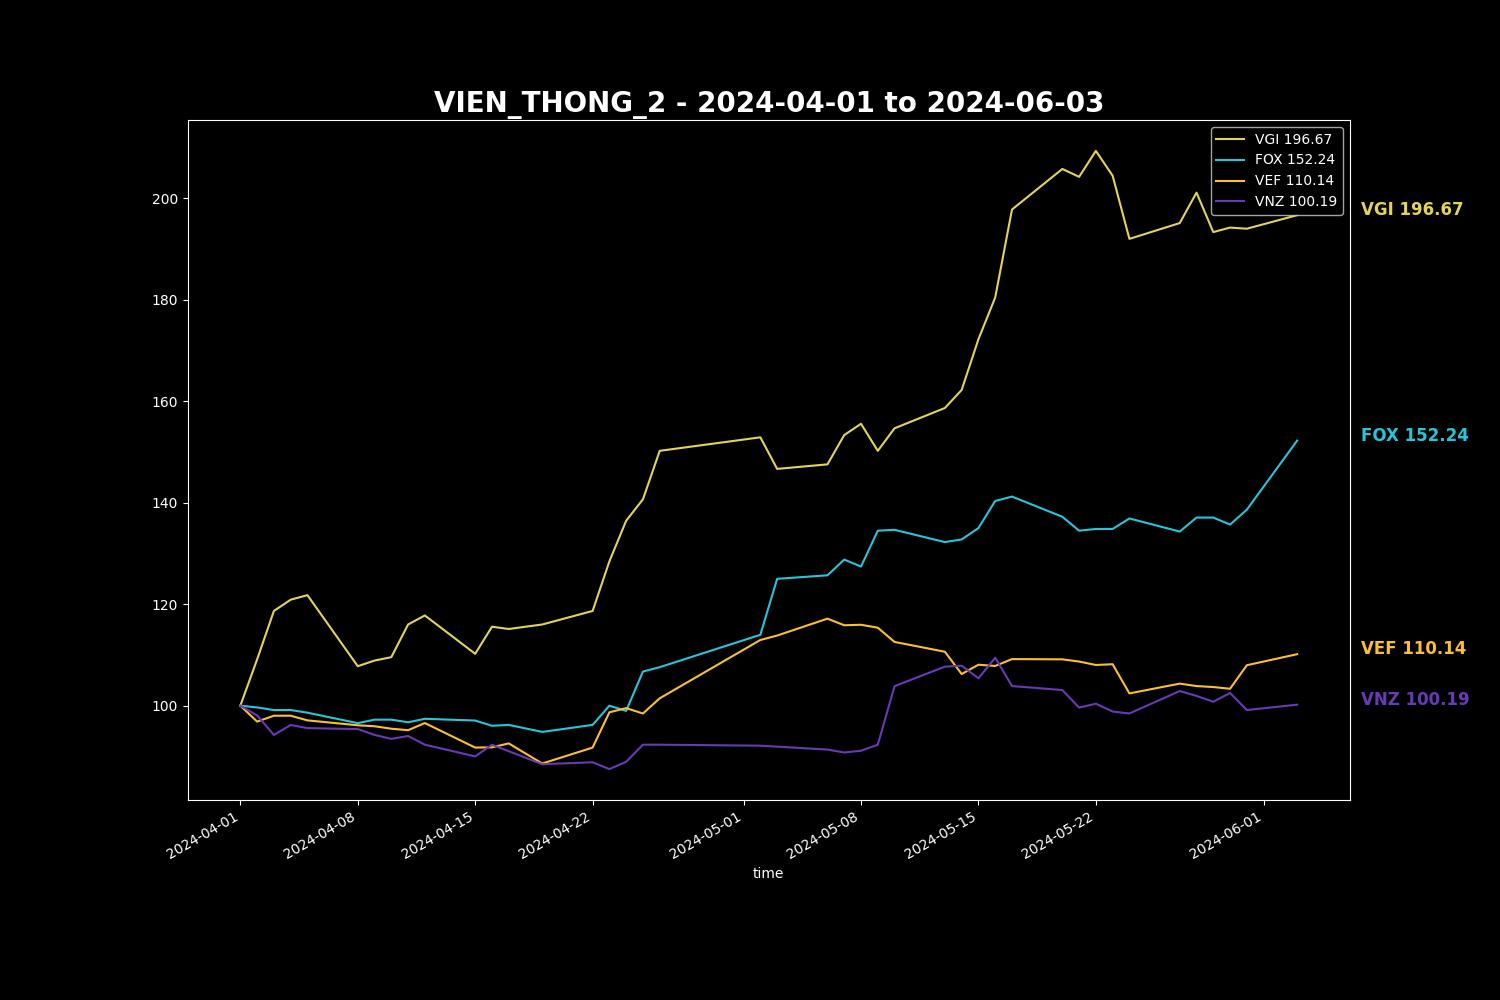 VIEN_THONG_2 - 2024-04-01 to 2024-06-03
VGI 196.67
FOX 152.24
VEF 110.14
VNZ 100.19
200
180
160
140
120
100
VGI 196.67
FOX 152.24
VEF 110.14
VNZ 100.19
2024-04-01
2024-04-08
2024-04-15
2024-04-22
2024-05-01
2024-05-08
2024-05-15
2024-05-22
2024-06-01
time